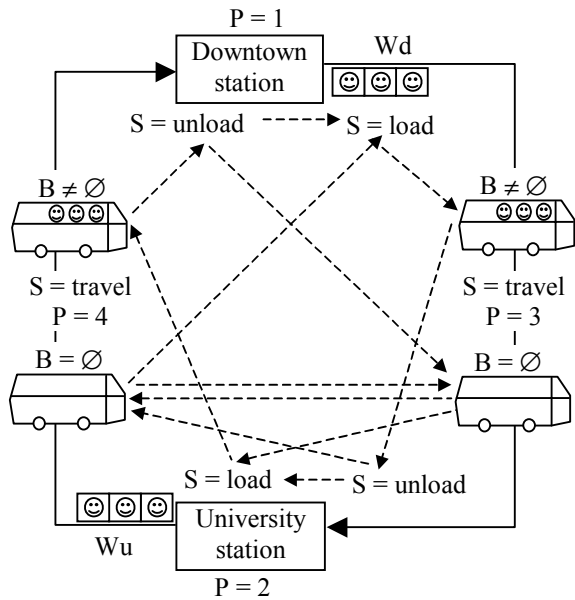 P = 1
Downtown
station
Wd
S = unload
S = load
B ≠ ∅
B ≠ ∅
S = travel
P = 4
S = travel
P = 3
B = ∅
B = ∅
S = load
S = unload
Wu
University
station
P = 2